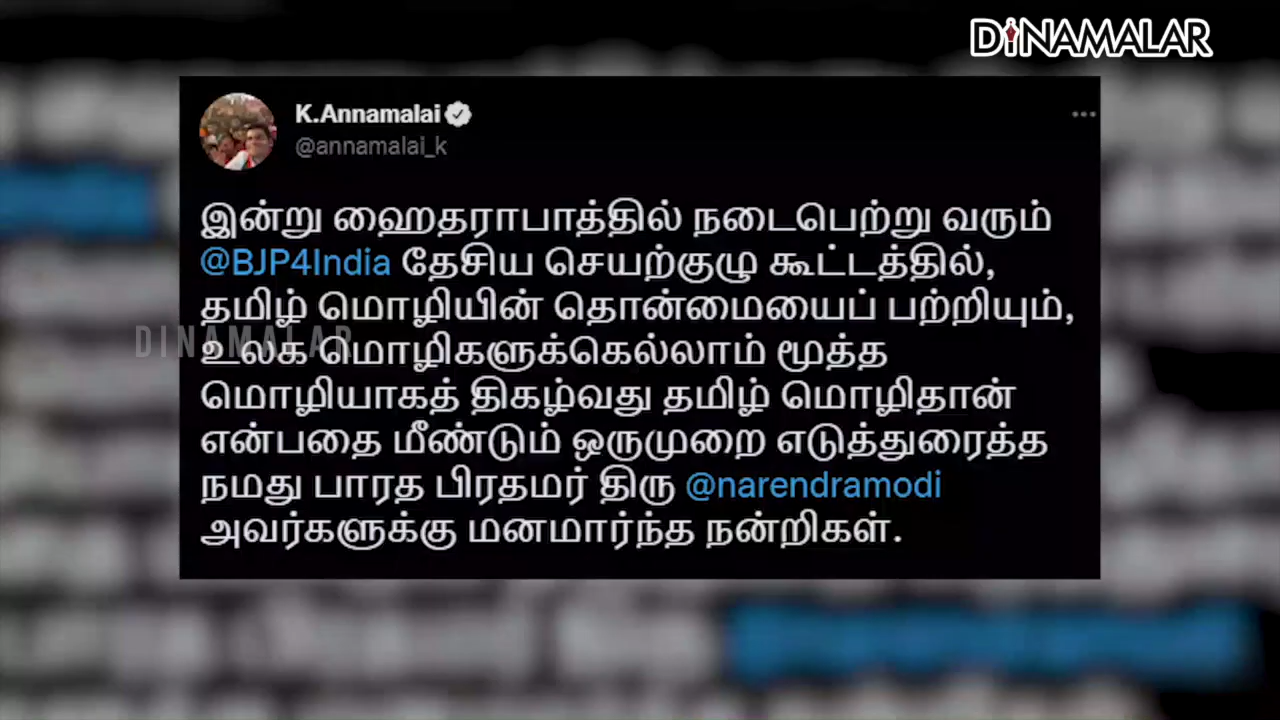 DINAMALAR
K.Annamalai
@annamalai_k
இன்று ஹைதராபாத்தில் நடைபெற்று வரும்
@BJP4India தேசிய செயற்குழு கூட்டத்தில்,
தமிழ் மொழியின் தொன்மையைப் பற்றியும்,
உலக மொழிகளுக்கெல்லாம் மூத்த
மொழியாகத் திகழ்வது தமிழ் மொழிதான்
என்பதை மீண்டும் ஒருமுறை எடுத்துரைத்த
நமது பாரத பிரதமர் திரு @narendramodi
அவர்களுக்கு மனமார்ந்த நன்றிகள்.
DINAMALAR